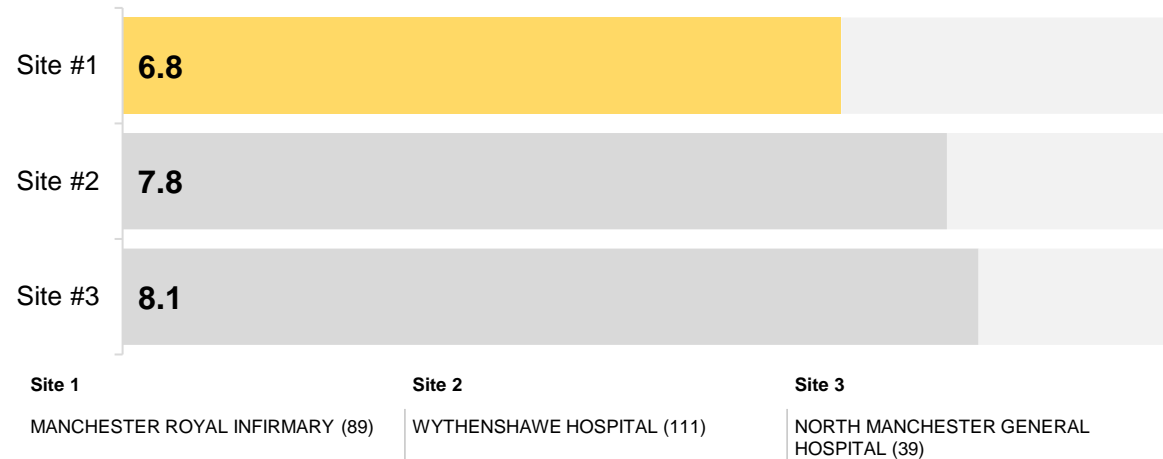 Site #1
6.8
Site #2
7.8
Site #3
8.1
Site 1
Site 2
Site 3
MANCHESTER ROYAL INFIRMARY (89)
WYTHENSHAWE HOSPITAL (111)
NORTH MANCHESTER GENERAL
HOSPITAL (39)